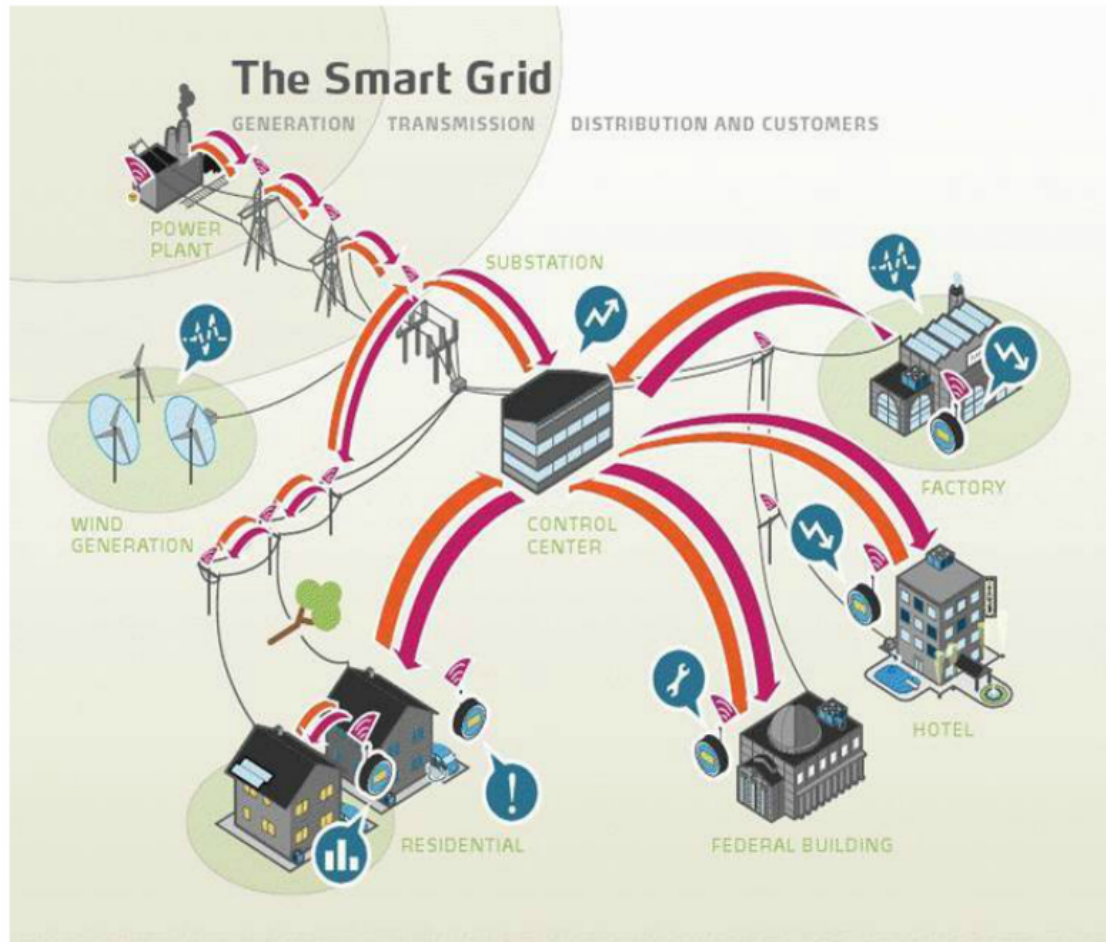 The Smart Grid
GENERATION TRANSMISSION DISTRIBUTION AND CUSTOMERS
POWER
PLANT
SUBSTATION
WIND
GENERATION
CONTROL
CENTER
FACTORY
HOTEL
RESIDENTIAL
FEDERAL BUILDING